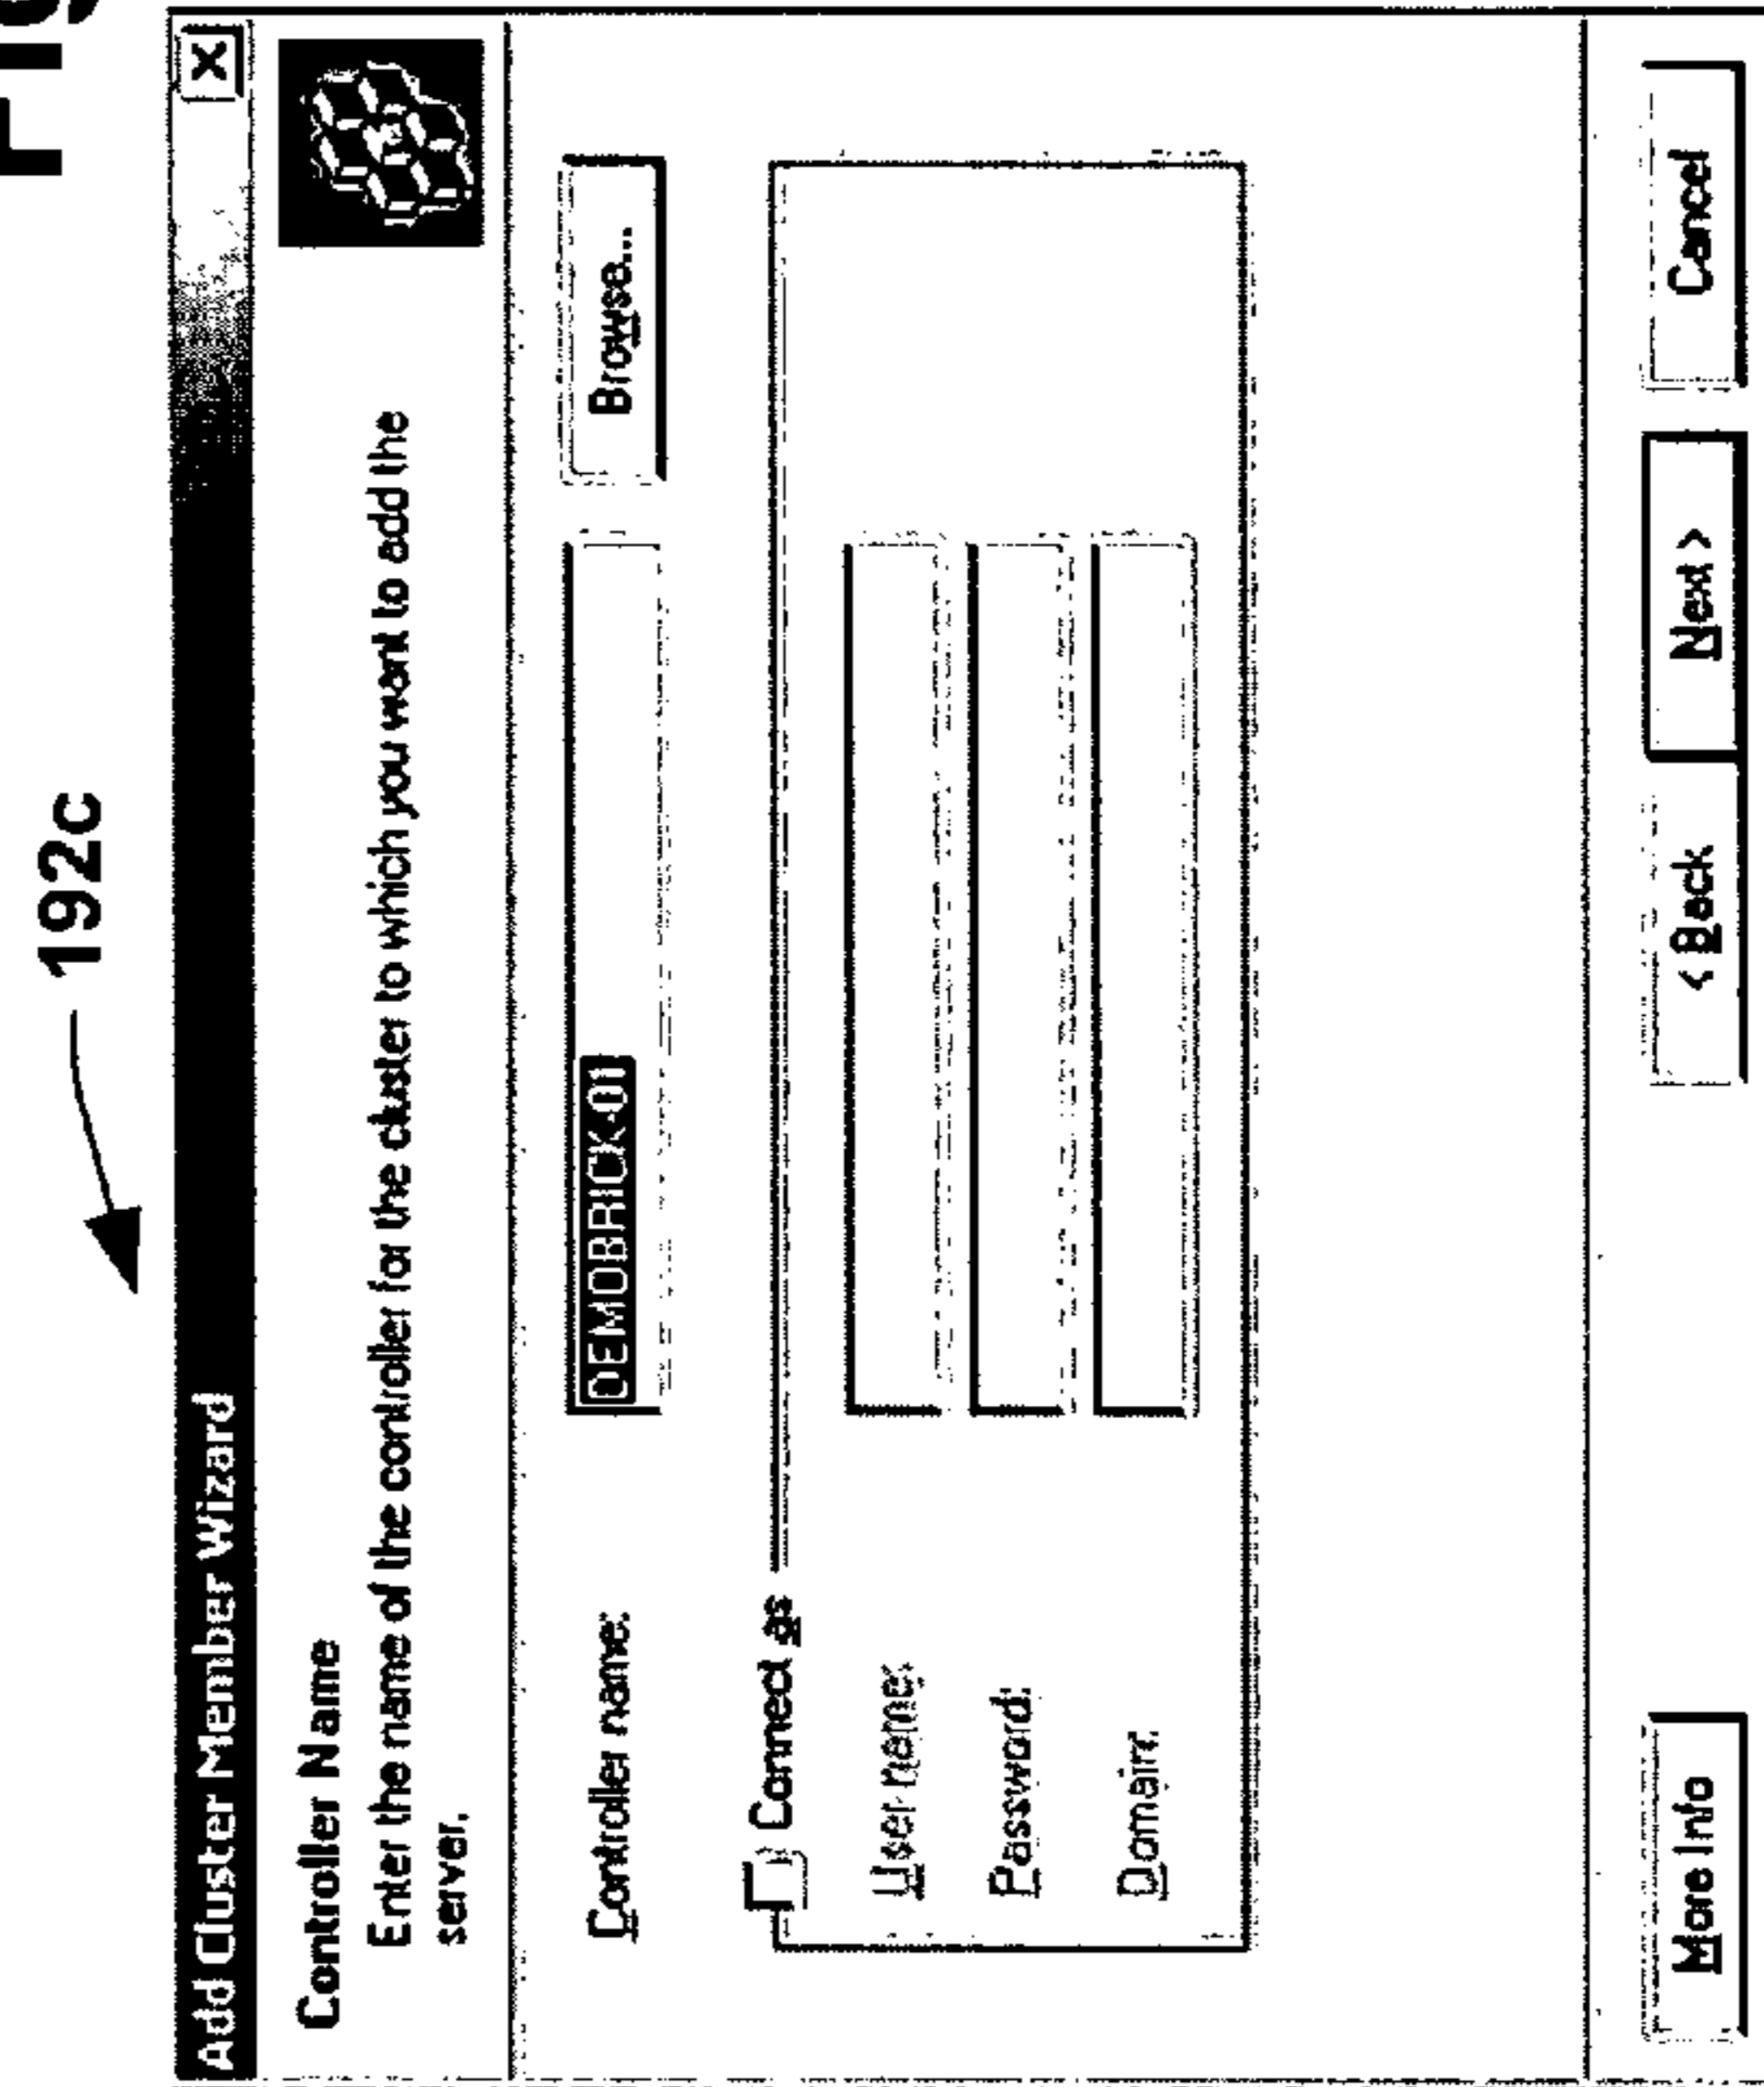 192c
Add Cluster Member Wizard
Controller Name
Enter the name of the controller for the cluster to which you want to add the
server.
Controller name:
DEMOBRICK-01
Browse...
Connect as
User name:
Password:
Domain:
More Info
< Back
Next >
Cancel